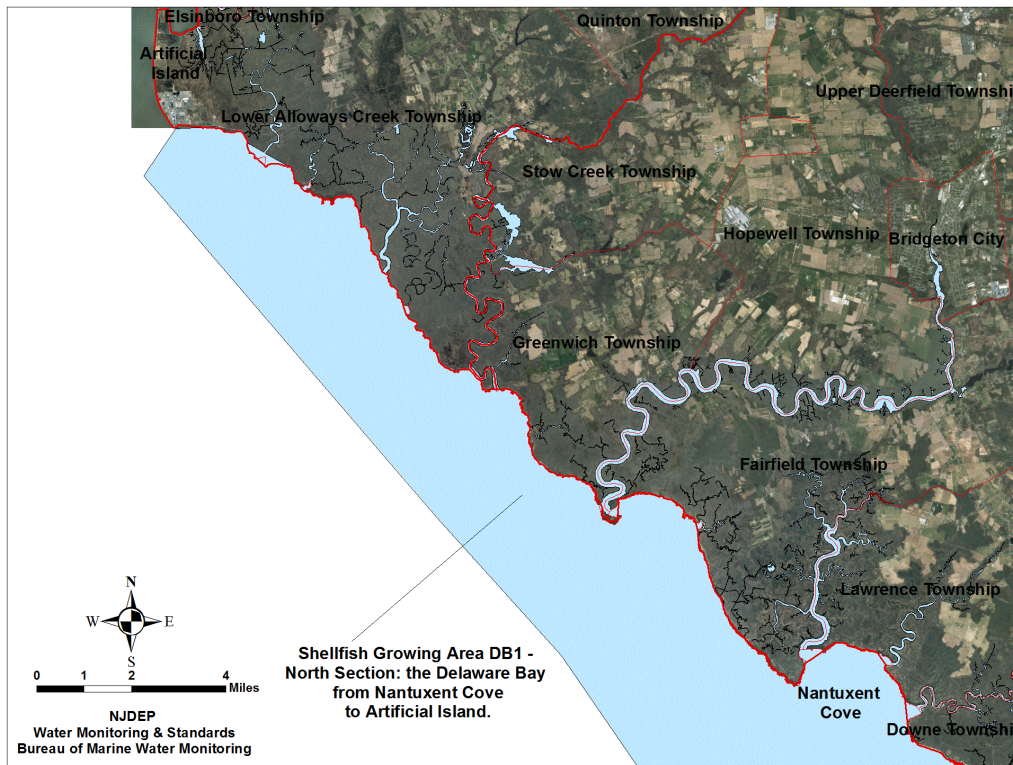 Elsinboro Township
Quinton Township
Artificial
Island
Upper Deerfield Townshi
Lower Alloways Creek Township
Stow Creek Township
Hopewell Township
Bridgeton City
Greenwich Township
Fairfield Township
Lawrence Township
N
W
E
S
0
1
2
4
Miles
Shellfish Growing Area DB1 -
North Section: the Delaware Bay
from Nantuxent Cove
to Artificial Island.
Nantuxent
Cove
Downe Townshi
NJDEP
Water Monitoring & Standards
Bureau of Marine Water Monitoring